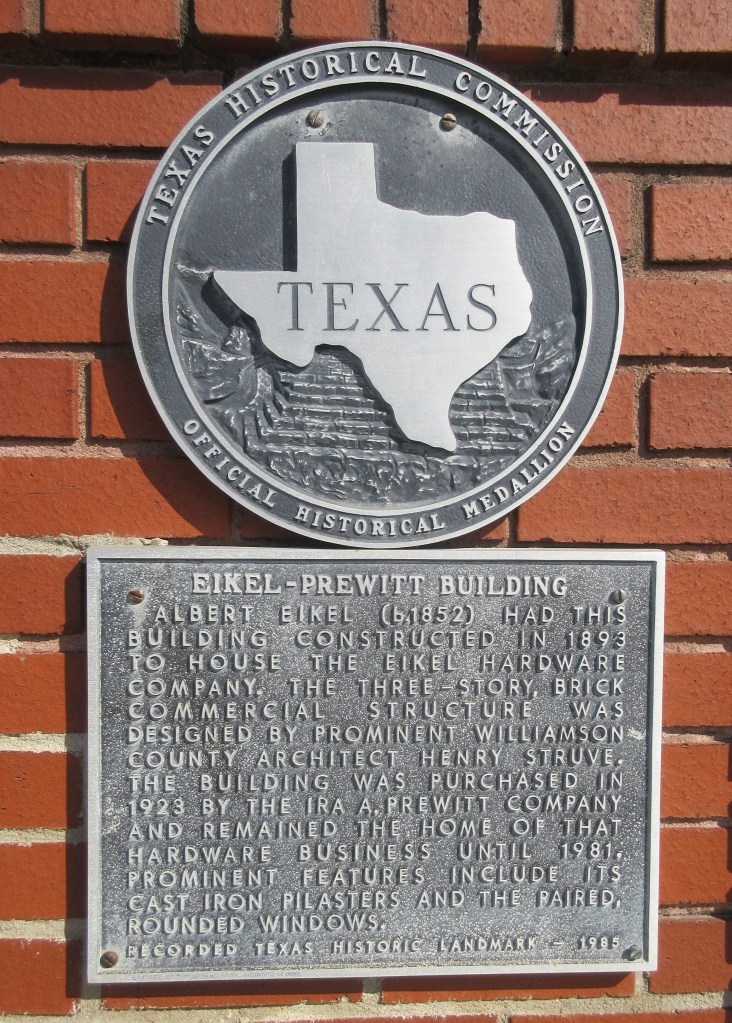 TEXAS HISTORICAL COMMISSION
TEXAS
OFFICIAL HISTORICAL MEDALLION
EIKEL-PREWITT BUILDING
ALBERT EIKEL (b.1852) HAD THIS
BUILDING CONSTRUCTED IN 1893
TO HOUSE THE EIKEL HARDWARE
COMPANY. THE THREE-STORY, BRICK
COMMERCIAL STRUCTURE WAS
DESIGNED BY PROMINENT WILLIAMSON
COUNTY ARCHITECT HENRY STRUVE.
THE BUILDING WAS PURCHASED IN
1923 BY THE IRA A. PREWITT COMPANY
AND REMAINED THE HOME OF THAT
HARDWARE BUSINESS UNTIL 1981.
PROMINENT FEATURES INCLUDE ITS
CAST IRON PILASTERS AND THE PAIRED,
ROUNDED WINDOWS.
RECORDED TEXAS HISTORIC LANDMARK - 1985